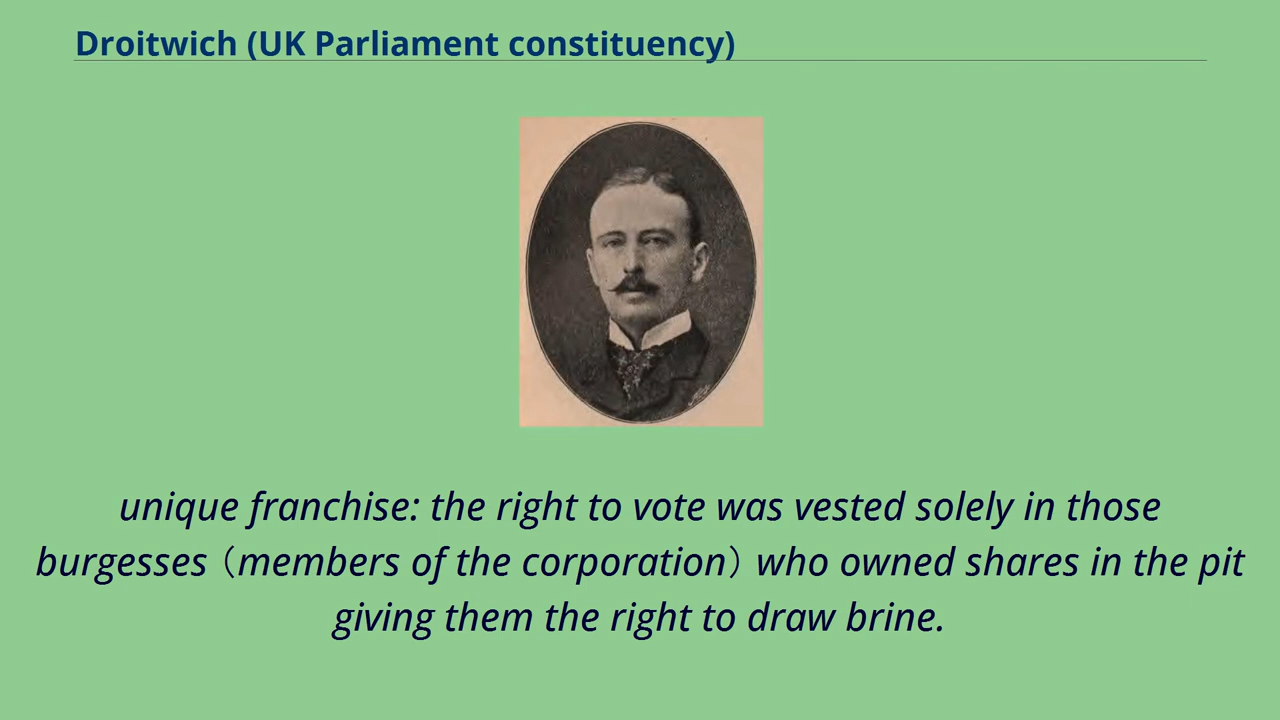 Droitwich (UK Parliament constituency)
unique franchise: the right to vote was vested solely in those
burgesses（members of the corporation）who owned shares in the pit
giving them the right to draw brine.